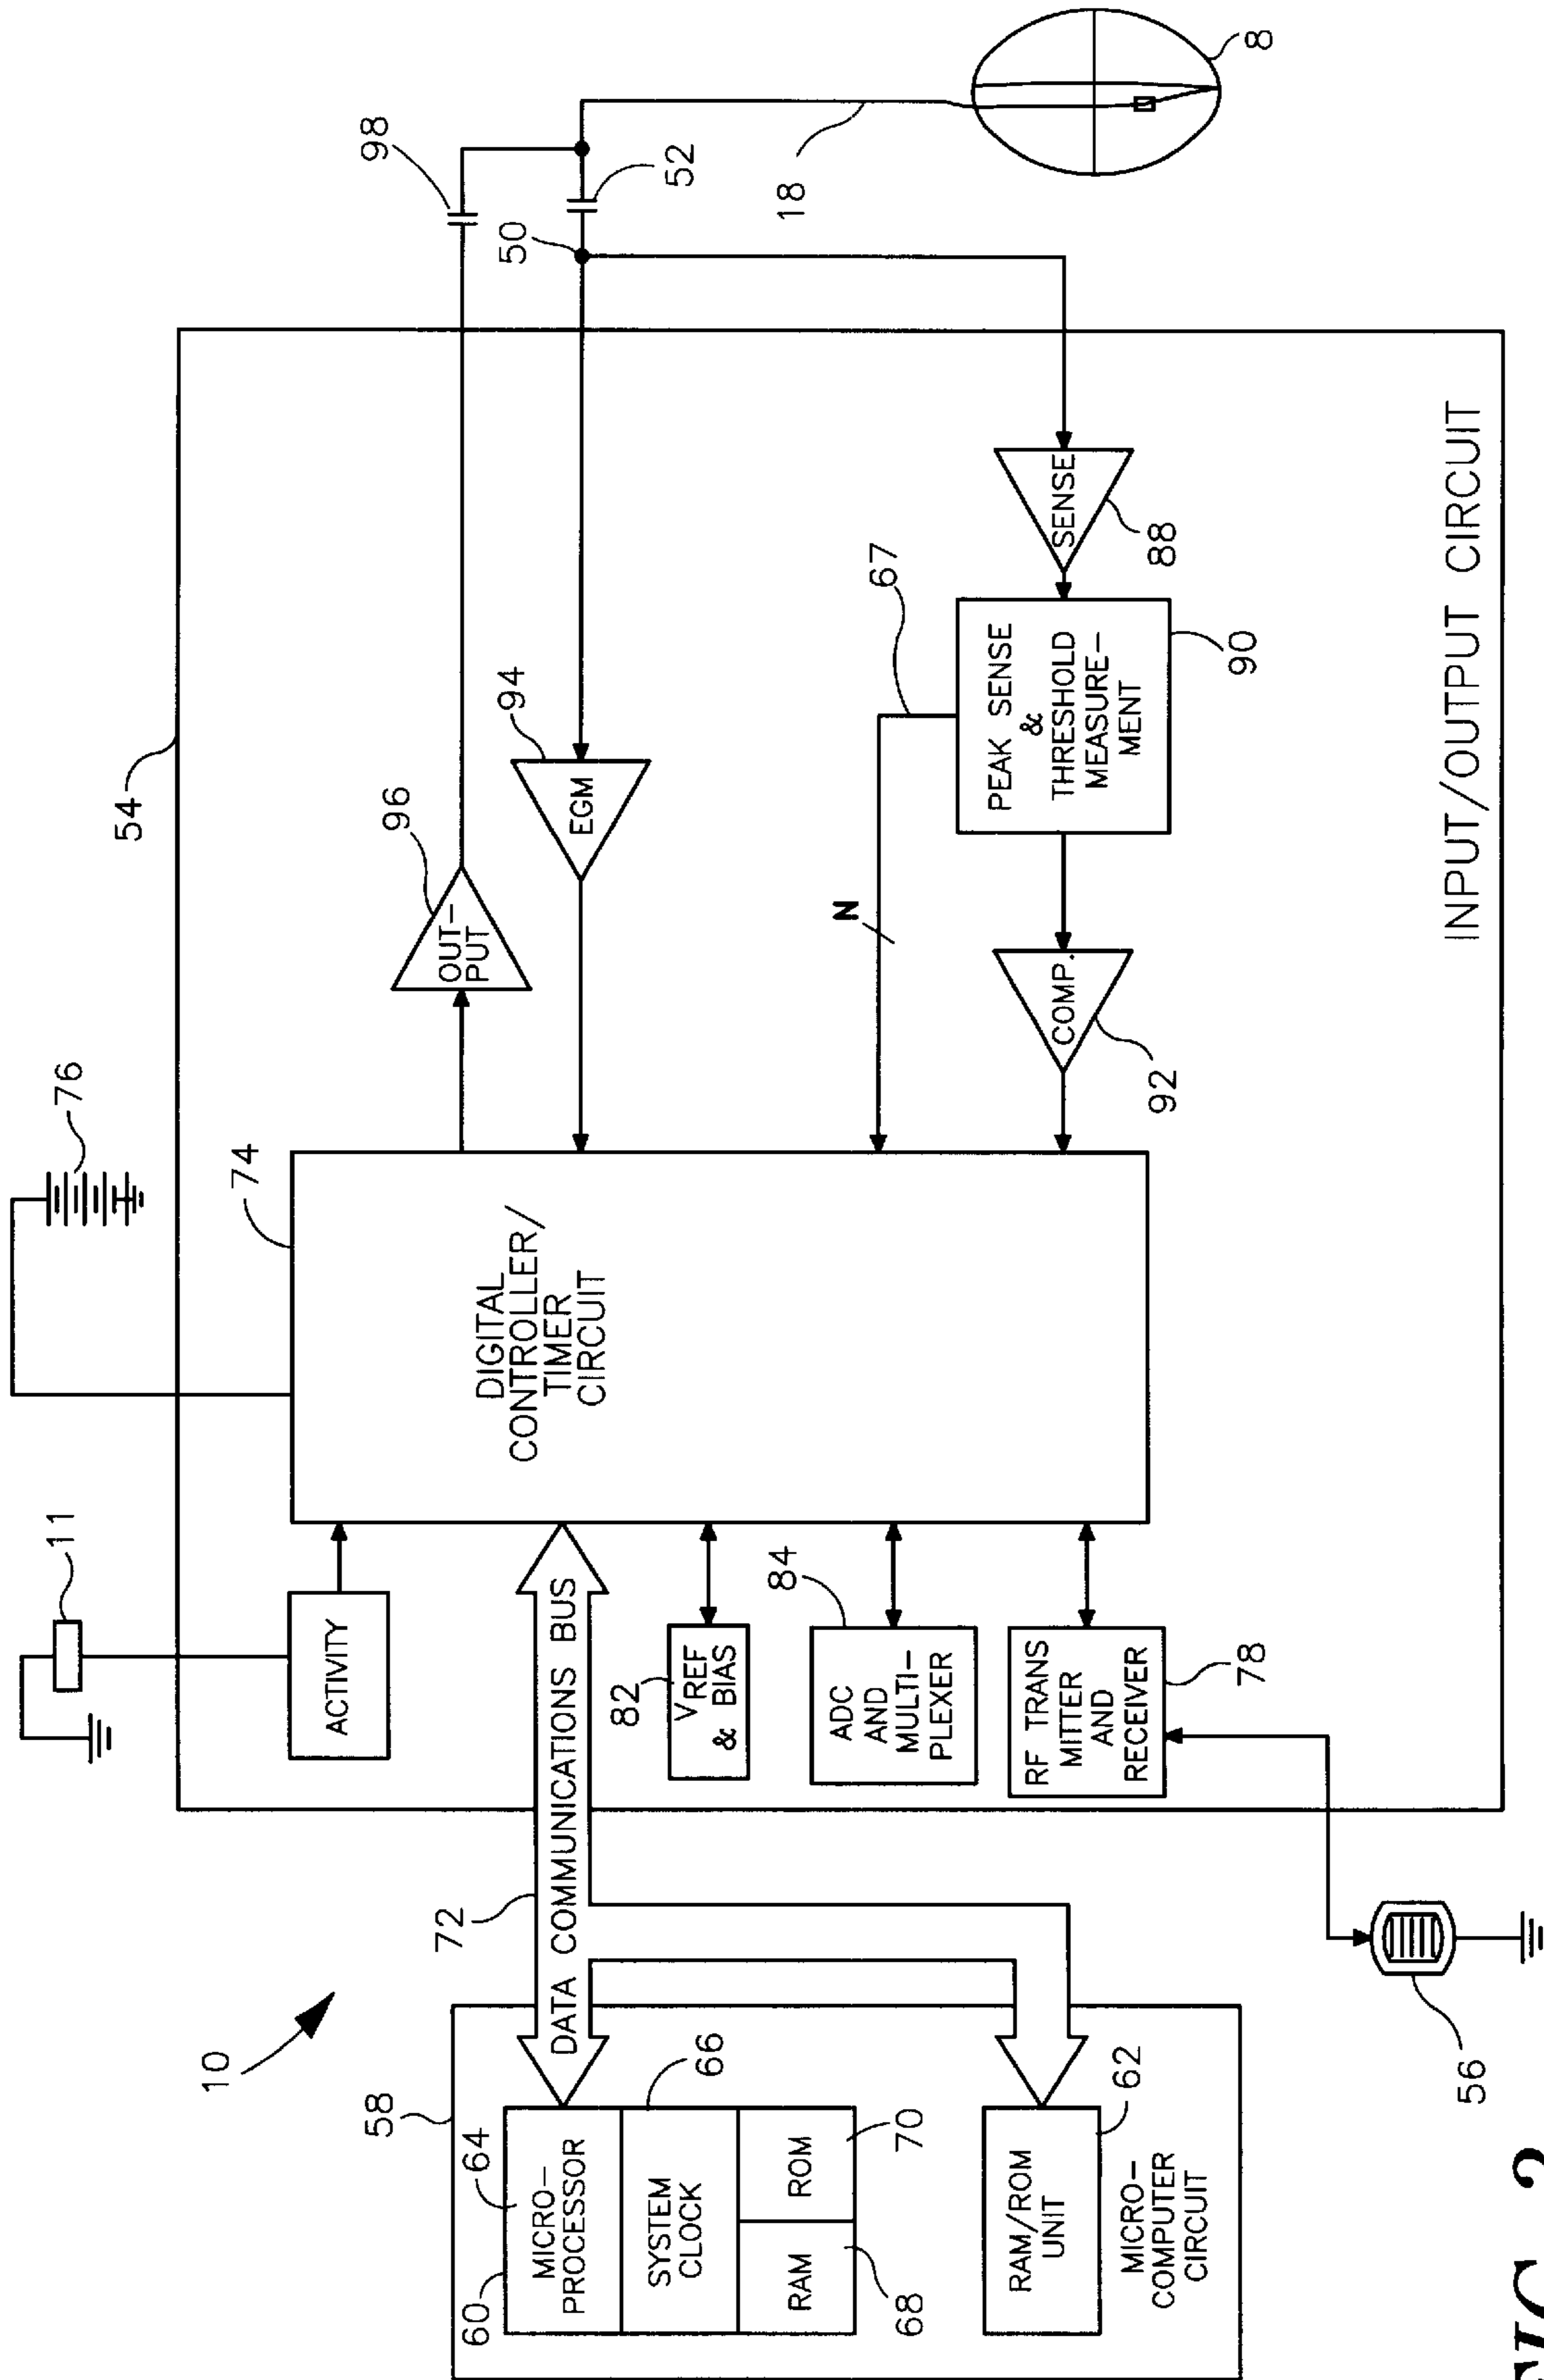 10
58
60
64
MICRO-
PROCESSOR
66
SYSTEM
CLOCK
RAM
ROM
68
70
RAM/ROM
UNIT
62
MICRO-
COMPUTER
CIRCUIT
72
DATA COMMUNICATIONS BUS
56
11
ACTIVITY
82
VREF
& BIAS
84
ADC
AND
MULTI-
PLEXER
RF TRANS
MITTER
AND
RECEIVER
78
76
74
DIGITAL
CONTROLLER/
TIMER
CIRCUIT
54
96
OUT-
PUT
94
EGM
N
67
COMP.
92
PEAK SENSE
&
THRESHOLD
MEASURE-
MENT
90
SENSE
88
INPUT/OUTPUT CIRCUIT
98
50
52
18
8
FIG. 2